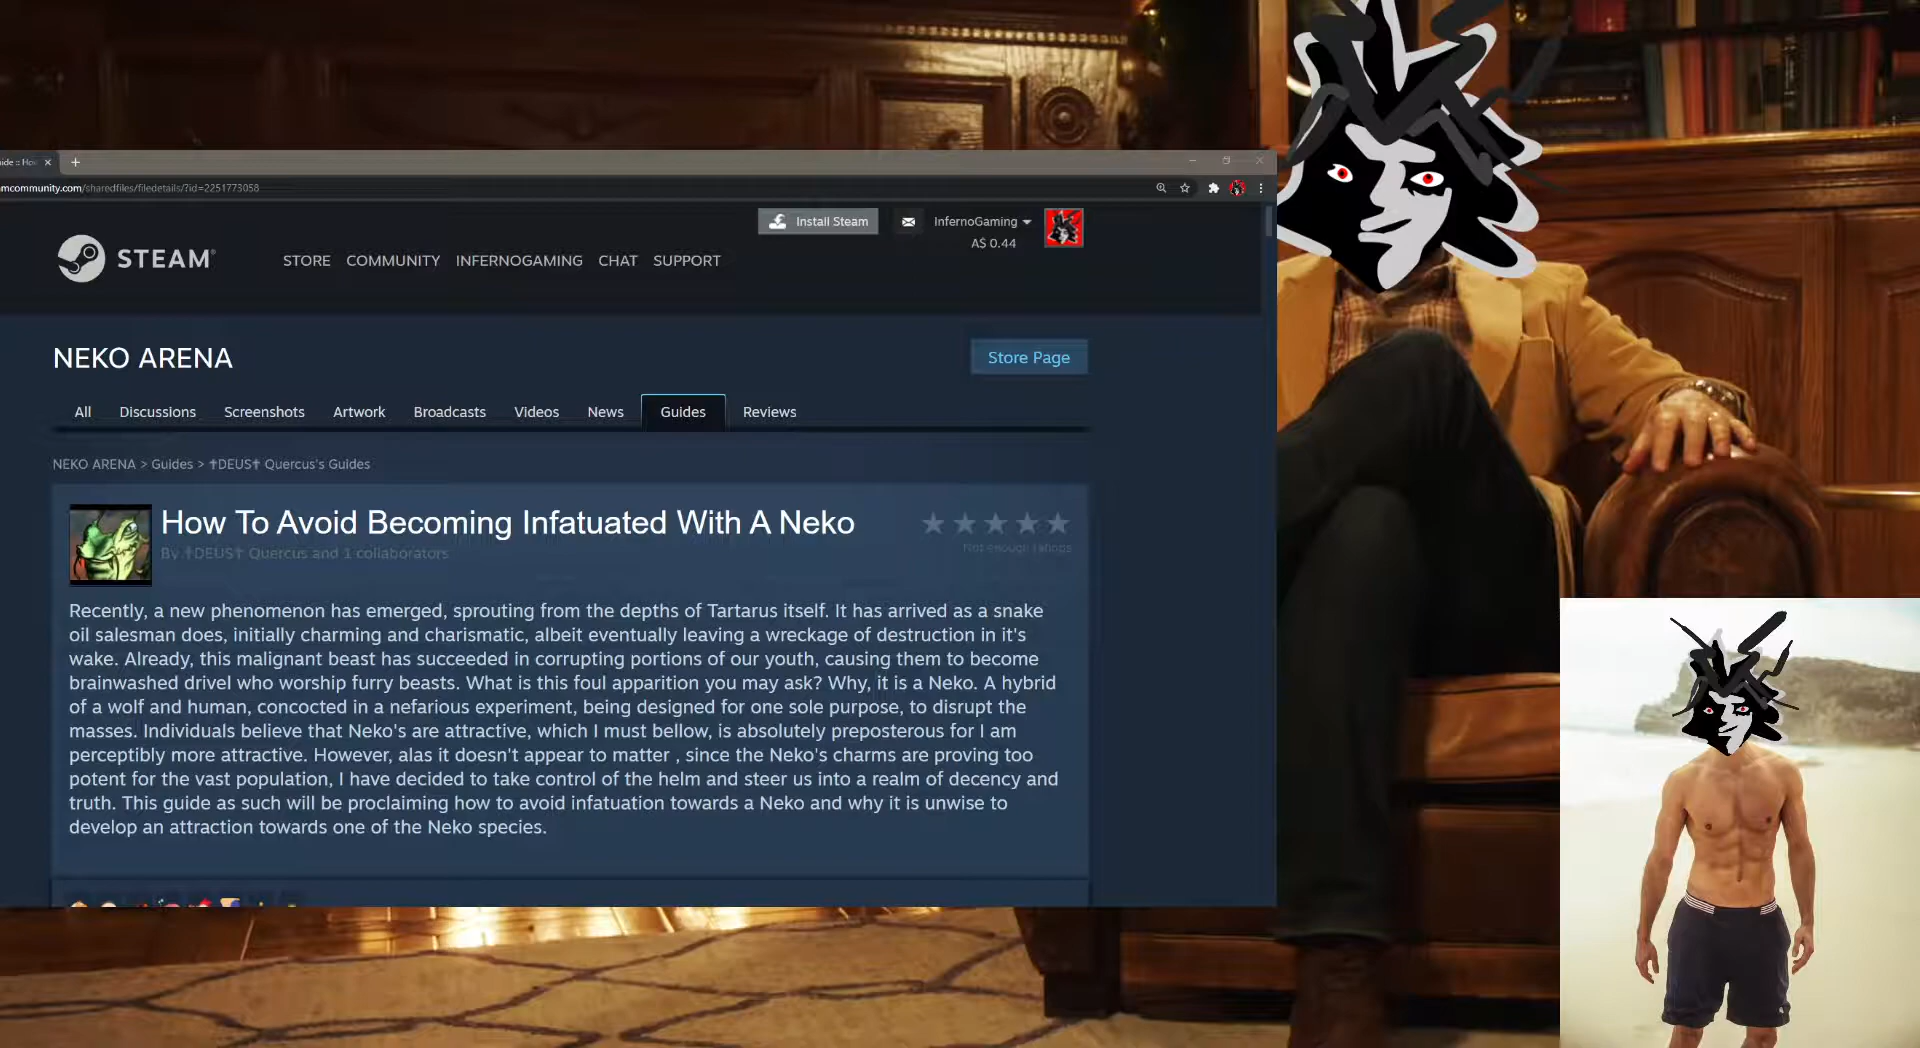 ide :: Ho
amcommunity.com/sharedfiles/filedetails/?id=2251773058
Install Steam
InfernoGaming
A$ 0.44
STEAM®
STORE COMMUNITY INFERNOGAMING CHAT SUPPORT
NEKO ARENA
Store Page
All Discussions Screenshots Artwork Broadcasts Videos News Guides Reviews
NEKO ARENA > Guides > ✝DEUS✝ Quercus's Guides
How To Avoid Becoming Infatuated With A Neko
By ✝DEUS✝ Quercus and 1 collaborators
Not enough ratings
Recently, a new phenomenon has emerged, sprouting from the depths of Tartarus itself. It has arrived as a snake
oil salesman does, initially charming and charismatic, albeit eventually leaving a wreckage of destruction in it's
wake. Already, this malignant beast has succeeded in corrupting portions of our youth, causing them to become
brainwashed drivel who worship furry beasts. What is this foul apparition you may ask? Why, it is a Neko. A hybrid
of a wolf and human, concocted in a nefarious experiment, being designed for one sole purpose, to disrupt the
masses. Individuals believe that Neko's are attractive, which I must bellow, is absolutely preposterous for I am
perceptibly more attractive. However, alas it doesn't appear to matter , since the Neko's charms are proving too
potent for the vast population, I have decided to take control of the helm and steer us into a realm of decency and
truth. This guide as such will be proclaiming how to avoid infatuation towards a Neko and why it is unwise to
develop an attraction towards one of the Neko species.